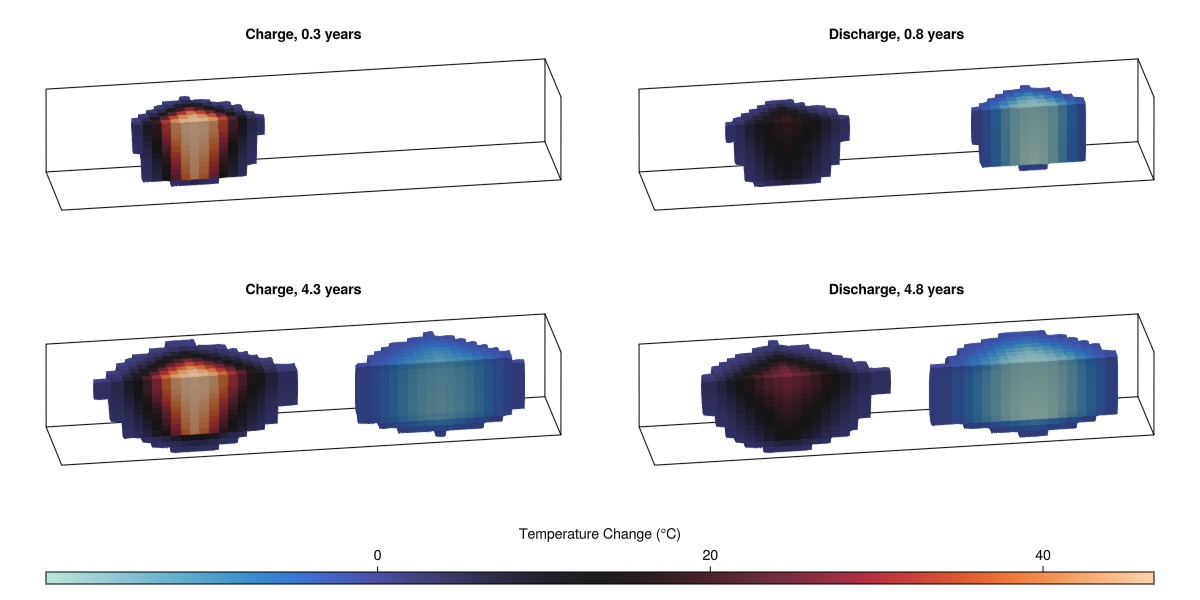 Charge, 0.3 years
Discharge, 0.8 years
Charge, 4.3 years
Discharge, 4.8 years
Temperature Change (°C)
0 20 40